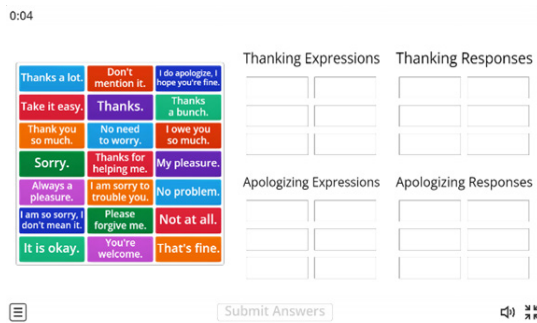 0:04
Thanking Expressions Thanking Responses
Thanks a lot.
Don't
mention it.
I do apologize, I
hope you're fine.
Take it easy.
Thanks.
Thanks
a bunch.
Thank you
so much.
No need
to worry.
I owe you
so much.
Sorry.
Thanks for
helping me.
My pleasure.
Always a
pleasure.
I am sorry to
trouble you.
No problem.
I am so sorry, I
don't mean it.
Please
forgive me.
Not at all.
It is okay.
You're
welcome.
That's fine.
Apologizing Expressions Apologizing Responses
Submit Answers